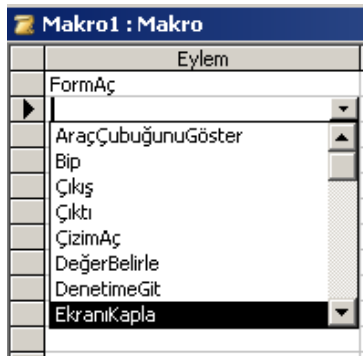 Makro1 : Makro
Eylem
FormAç
AraçÇubuğunuGöster
Bip
Çıkış
Çıktı
ÇizimAç
DeğerBelirle
DenetimeGit
EkranıKapla